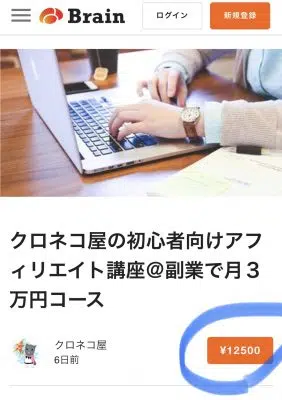 Brain
ログイン
新規登録
クロネコ屋の初心者向けアフ
ィリエイト講座@副業で月３
万円コース
クロネコ屋
6日前
¥12500